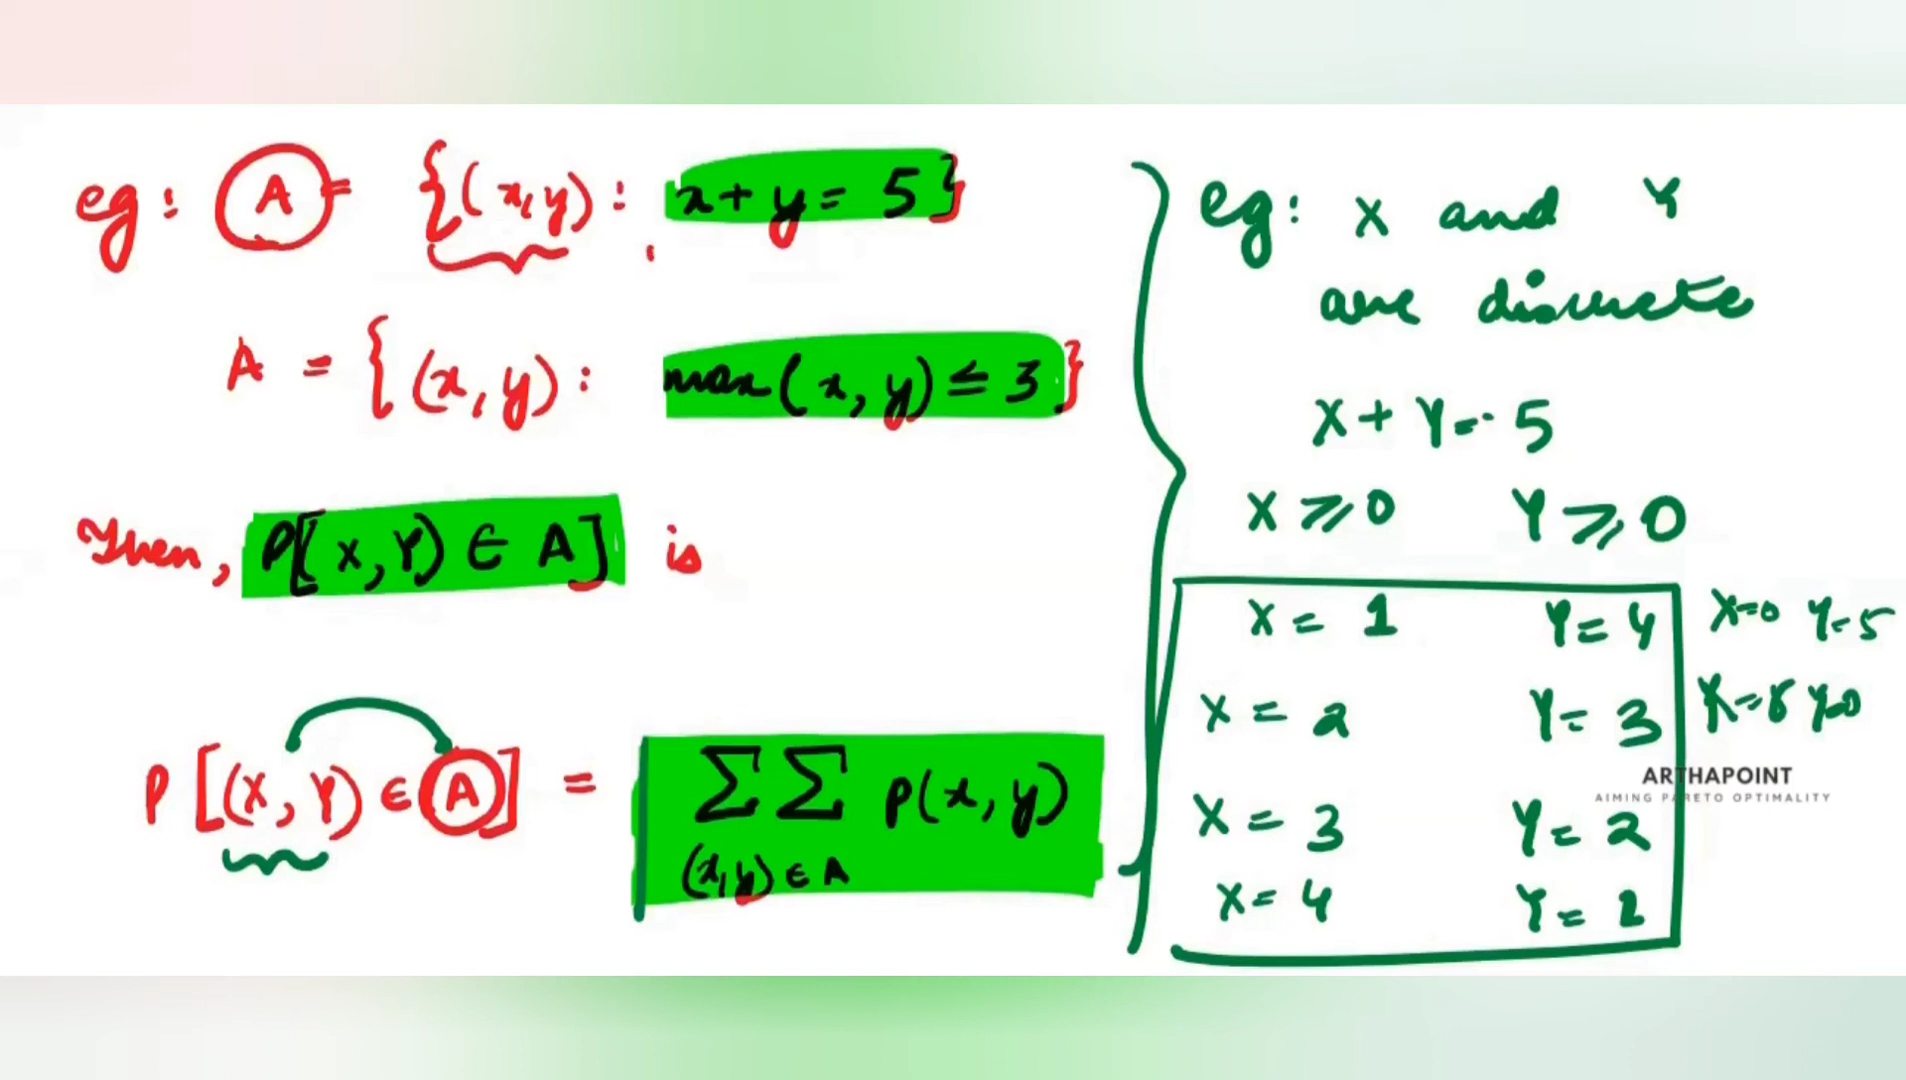 eg: A = {(x,y): x+y= 5}
A = {(x,y): max(x,y) ≤ 3}
Then, P[(X,Y) ∈ A] is
P[(X,Y) ∈ A] = ΣΣ p(x,y)
(x,y) ∈ A
eg: X and Y
are discrete
X + Y = 5
X ⩾ 0 Y ⩾ 0
X = 1 Y = 4 X=0 Y=5
X = 2 Y = 3 Y=0
X = 3 Y = 2
X = 4
ARTHAPOINT
AIMING PARETO OPTIMALITY